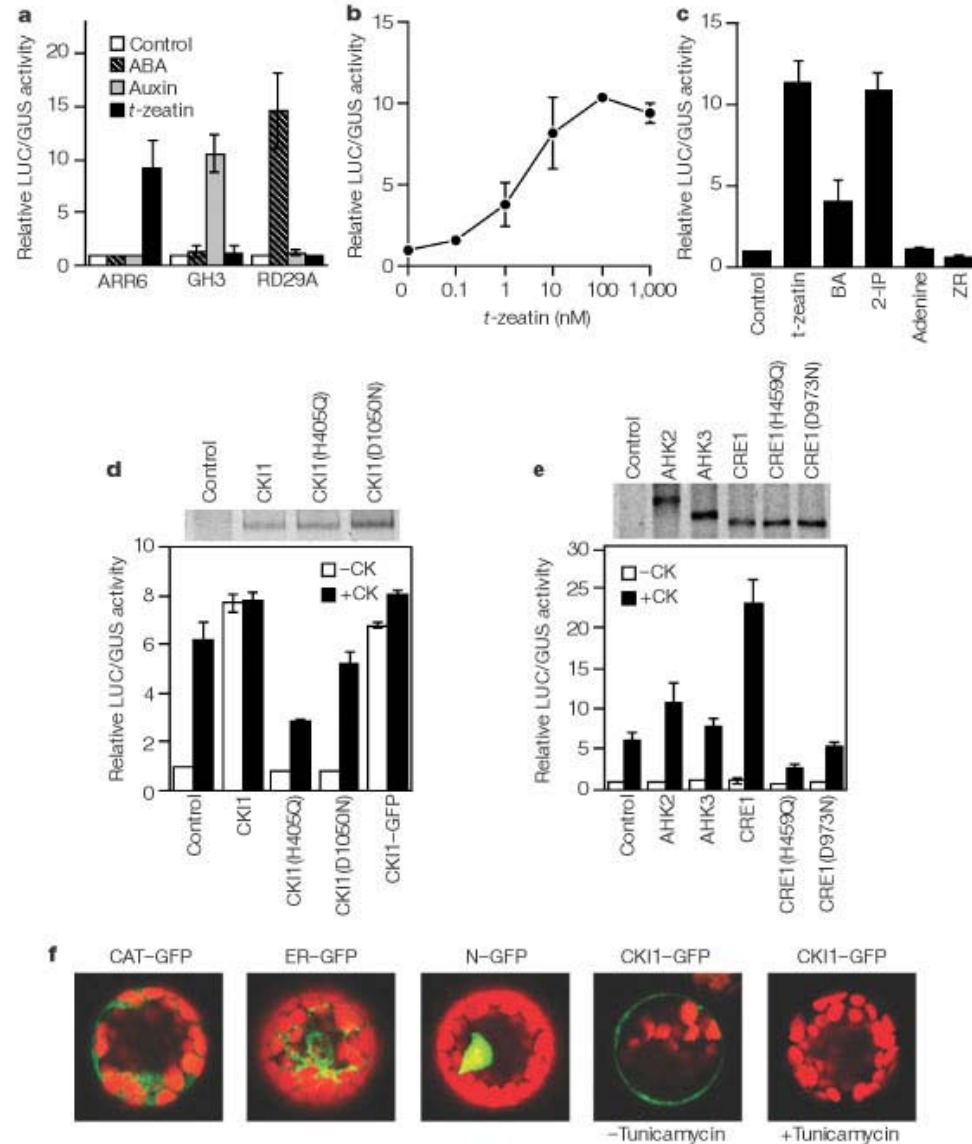 a
Relative LUC/GUS activity
20
15
10
5
0
Control
ABA
Auxin
t-zeatin
ARR6 GH3 RD29A
b
Relative LUC/GUS activity
15
10
5
0
0 0.1 1 10 100 1,000
t-zeatin (nM)
c
Relative LUC/GUS activity
15
10
5
0
Control
t-zeatin
BA
2-IP
Adenine
ZR
d
Control
CKI1
CKI1(H405Q)
CKI1(D1050N)
Relative LUC/GUS activity
10
8
6
4
2
0
–CK
+CK
Control
CKI1
CKI1(H405Q)
CKI1(D1050N)
CKI1–GFP
e
Control
AHK2
AHK3
CRE1
CRE1(H459Q)
CRE1(D973N)
Relative LUC/GUS activity
30
25
20
15
10
5
0
–CK
+CK
Control
AHK2
AHK3
CRE1
CRE1(H459Q)
CRE1(D973N)
f
CAT–GFP ER–GFP N–GFP CKI1–GFP CKI1–GFP
–Tunicamycin +Tunicamycin